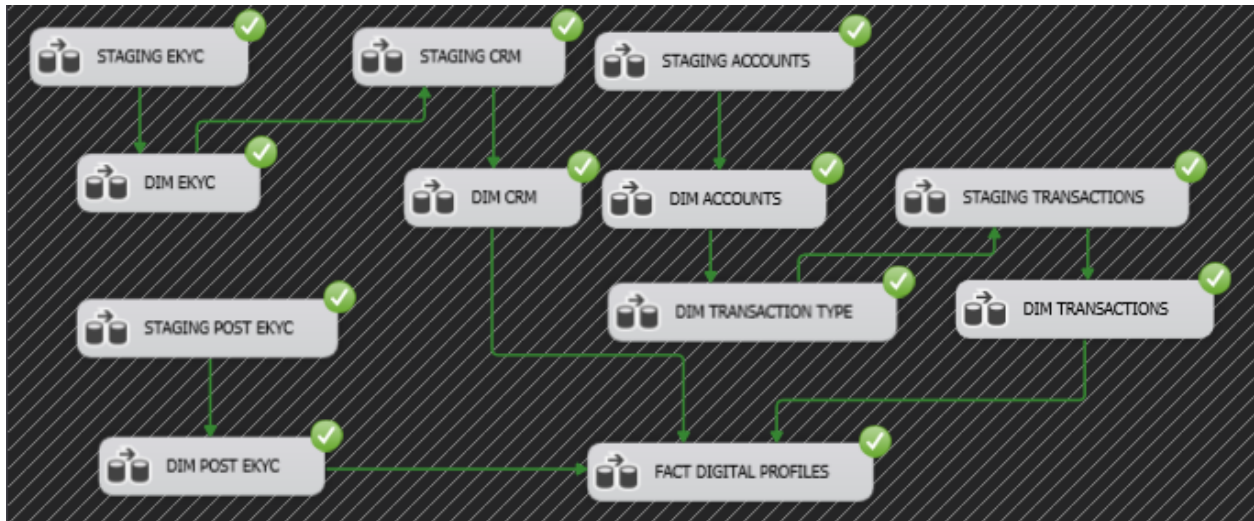 STAGING EKYC
STAGING CRM
STAGING ACCOUNTS
DIM EKYC
DIM CRM
DIM ACCOUNTS
STAGING TRANSACTIONS
STAGING POST EKYC
DIM TRANSACTION TYPE
DIM TRANSACTIONS
DIM POST EKYC
FACT DIGITAL PROFILES